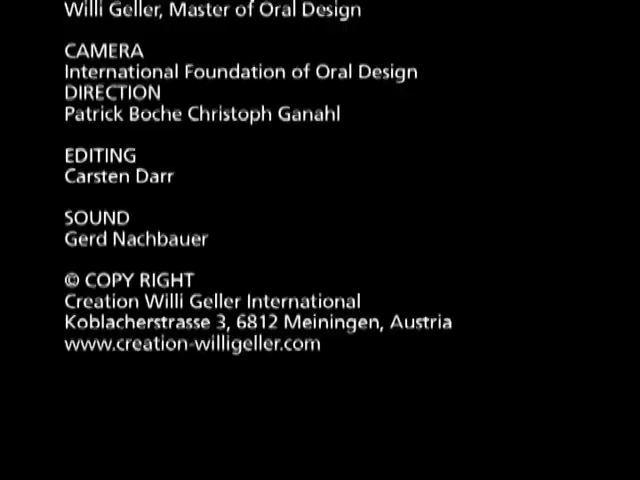 Willi Geller, Master of Oral Design
CAMERA
International Foundation of Oral Design
DIRECTION
Patrick Boche Christoph Ganahl
EDITING
Carsten Darr
SOUND
Gerd Nachbauer
© COPY RIGHT
Creation Willi Geller International
Koblacherstrasse 3, 6812 Meiningen, Austria
www.creation-willigeller.com